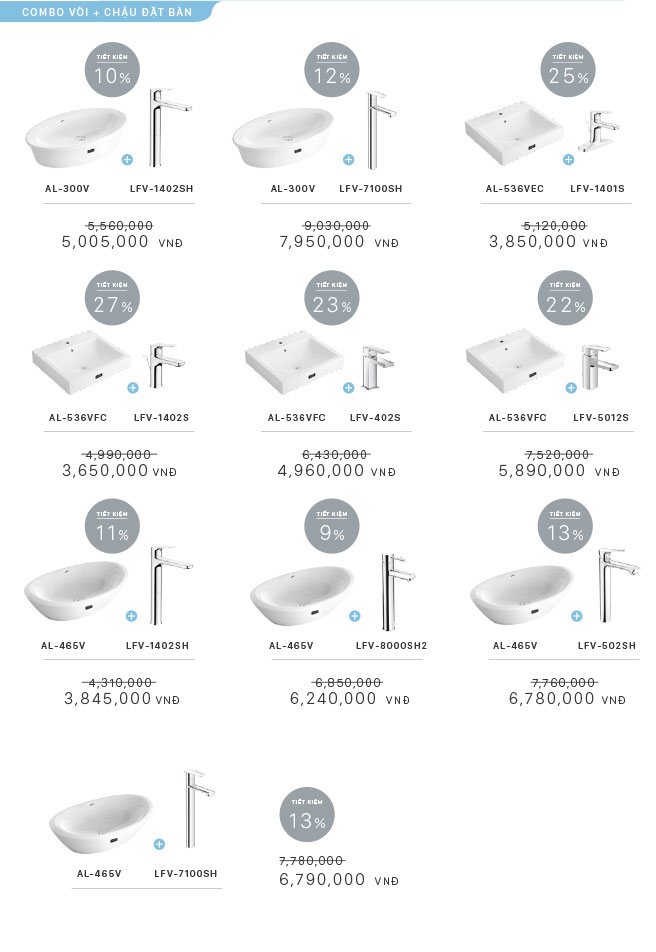 COMBO VÒI + CHẬU ĐẶT BÀN
TIẾT KIỆM
10%
TIẾT KIỆM
12%
TIẾT KIỆM
25%
AL-300V LFV-1402SH
AL-300V LFV-7100SH
AL-536VEC LFV-1401S
5,560,000
5,005,000 VNĐ
9,030,000
7,950,000 VNĐ
5,120,000
3,850,000 VNĐ
TIẾT KIỆM
27%
TIẾT KIỆM
23%
TIẾT KIỆM
22%
AL-536VFC LFV-1402S
AL-536VFC LFV-402S
AL-536VFC LFV-5012S
4,990,000
3,650,000 VNĐ
6,430,000
4,960,000 VNĐ
7,520,000
5,890,000 VNĐ
TIẾT KIỆM
11%
TIẾT KIỆM
9%
TIẾT KIỆM
13%
AL-465V LFV-1402SH
AL-465V LFV-8000SH2
AL-465V LFV-502SH
4,310,000
3,845,000 VNĐ
6,850,000
6,240,000 VNĐ
7,760,000
6,780,000 VNĐ
TIẾT KIỆM
13%
AL-465V LFV-7100SH
7,780,000
6,790,000 VNĐ